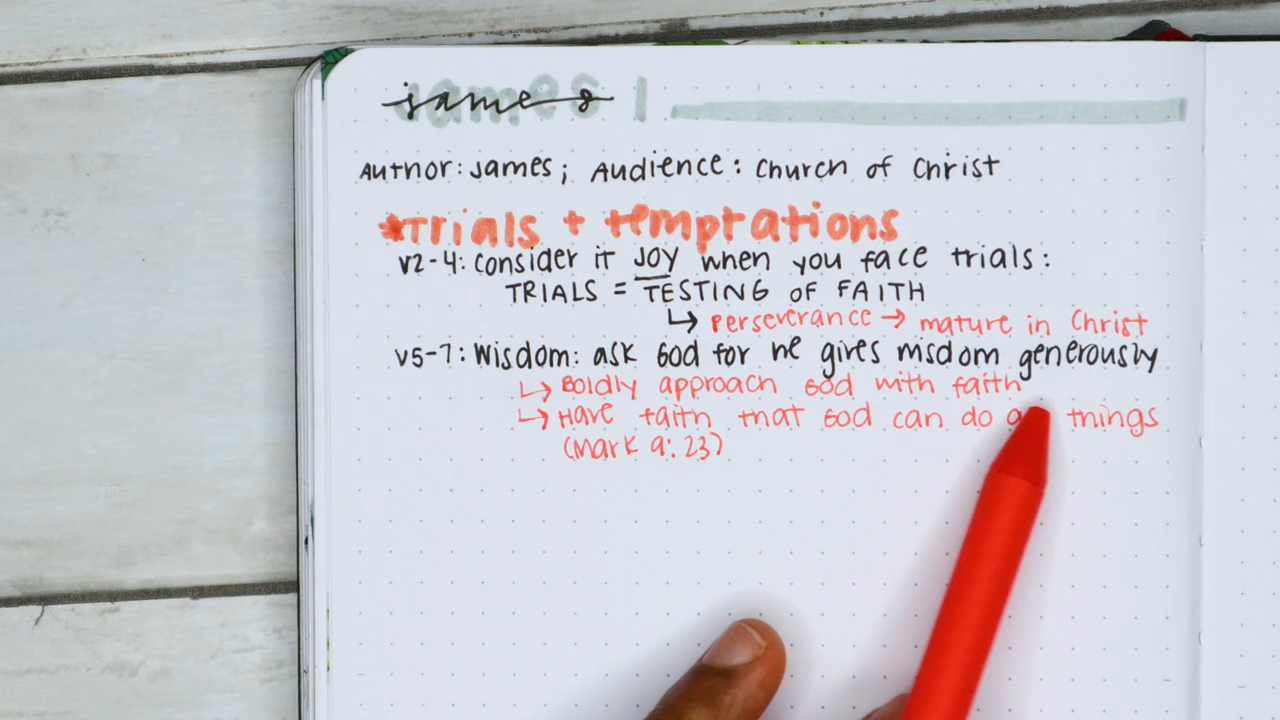 James 1
Author: James; Audience: Church of Christ
*Trials + temptations
v2-4: Consider it JOY when you face trials:
TRIALS = TESTING OF FAITH
↳ Perseverance → mature in Christ
v5-7: Wisdom: ask God for he gives wisdom generously
↳ Boldly approach God with faith
↳ Have faith that God can do things
(Mark 9:23)